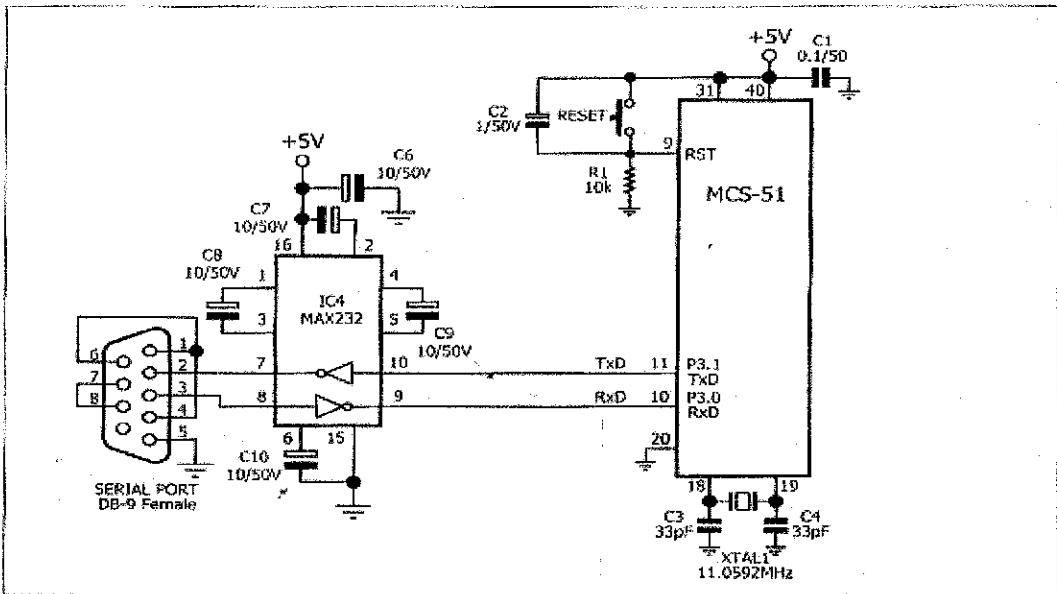 +5V
C1
0.1/50
31
40
C2
1/50V
RESET
9
RST
R1
10k
MCS-51
+5V
C6
10/50V
C7
10/50V
16
2
C8
10/50V
1
4
IC4
MAX232
3
5
C9
10/50V
6
1
7
2
8
3
4
5
7
10
TxD
11
P3.1
TxD
8
9
RxD
10
P3.0
RxD
20
6
15
C10
10/50V
SERIAL PORT
DB-9 Female
18
19
C3
33pF
C4
33pF
XTAL1
11.0592MHz